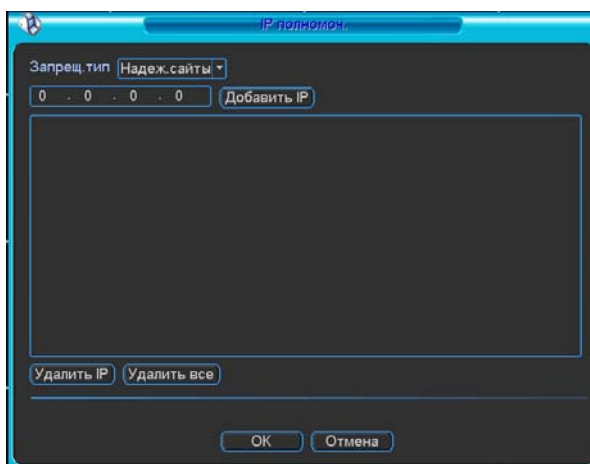 IP полномоч.
Запрещ.тип Надеж.сайты
0 . 0 . 0 . 0 Добавить IP
Удалить IP Удалить все
OK Отмена